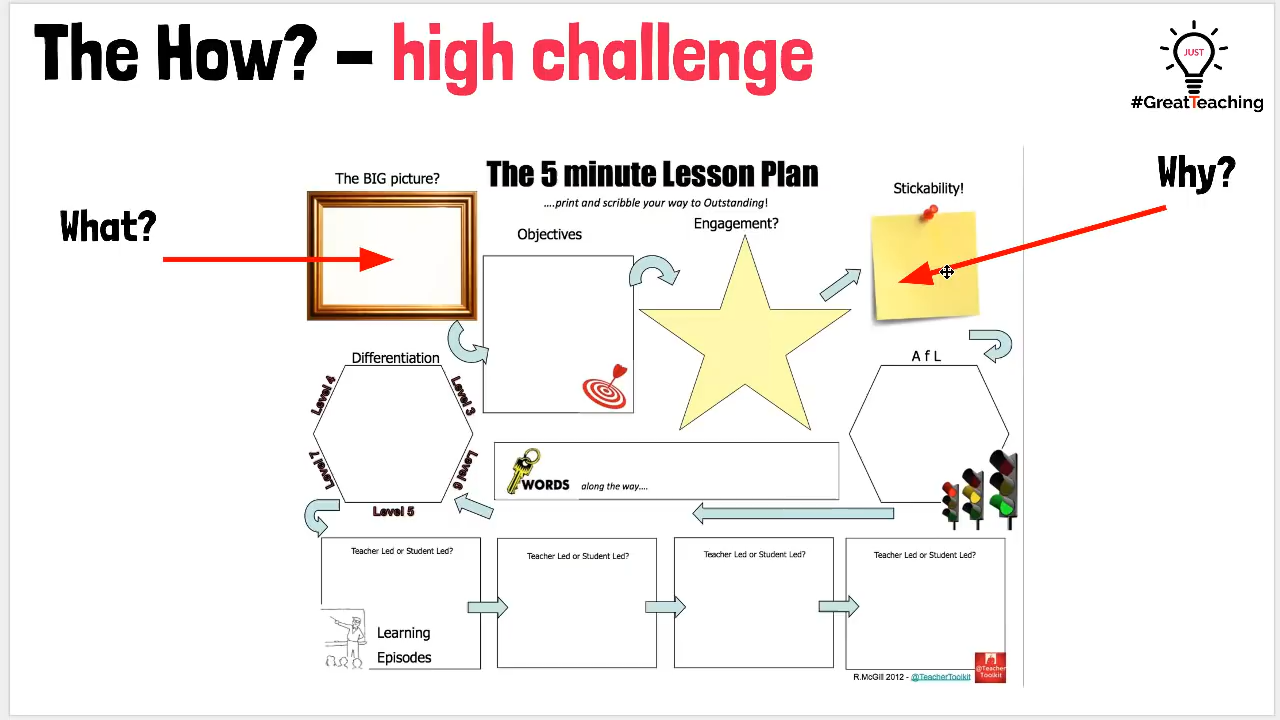 The How? – high challenge
JUST
#GreatTeaching
The 5 minute Lesson Plan
....print and scribble your way to Outstanding!
The BIG picture?
Stickability!
Why?
What?
Objectives
Engagement?
Differentiation
Level 4
Level 3
Level 7
Level 6
Level 5
A f L
WORDS along the way....
Teacher Led or Student Led?
Teacher Led or Student Led?
Teacher Led or Student Led?
Teacher Led or Student Led?
Learning
Episodes
@Teacher
Toolkit
R.McGill 2012 - @TeacherToolkit